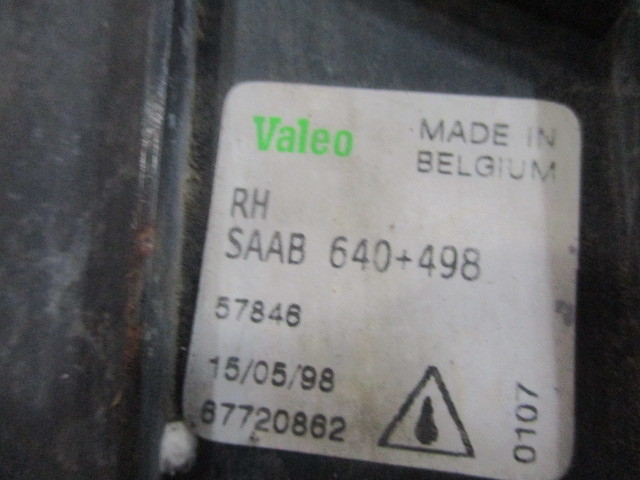 Valeo
MADE IN
BELGIUM
RH
SAAB 640+498
57846
15/05/98
67720862
0107